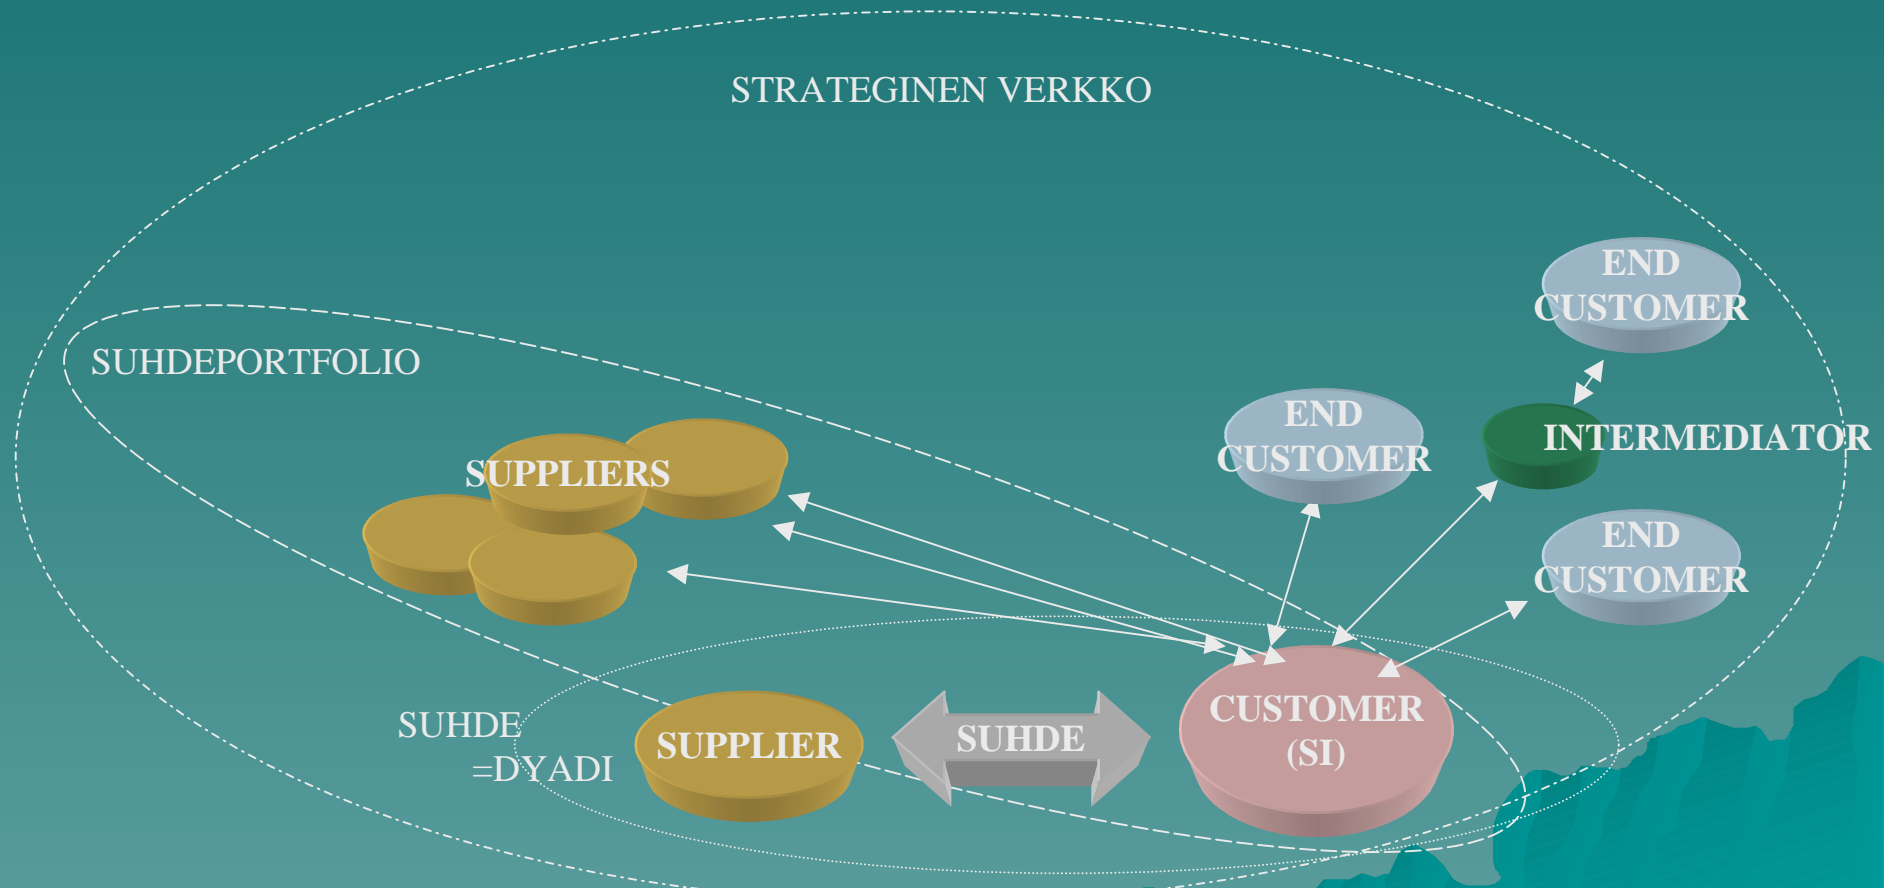 STRATEGINEN VERKKO
END
CUSTOMER
SUHDEPORTFOLIO
END
CUSTOMER
INTERMEDIATOR
SUPPLIERS
END
CUSTOMER
SUHDE
=DYADI
SUPPLIER
SUHDE
CUSTOMER
(SI)